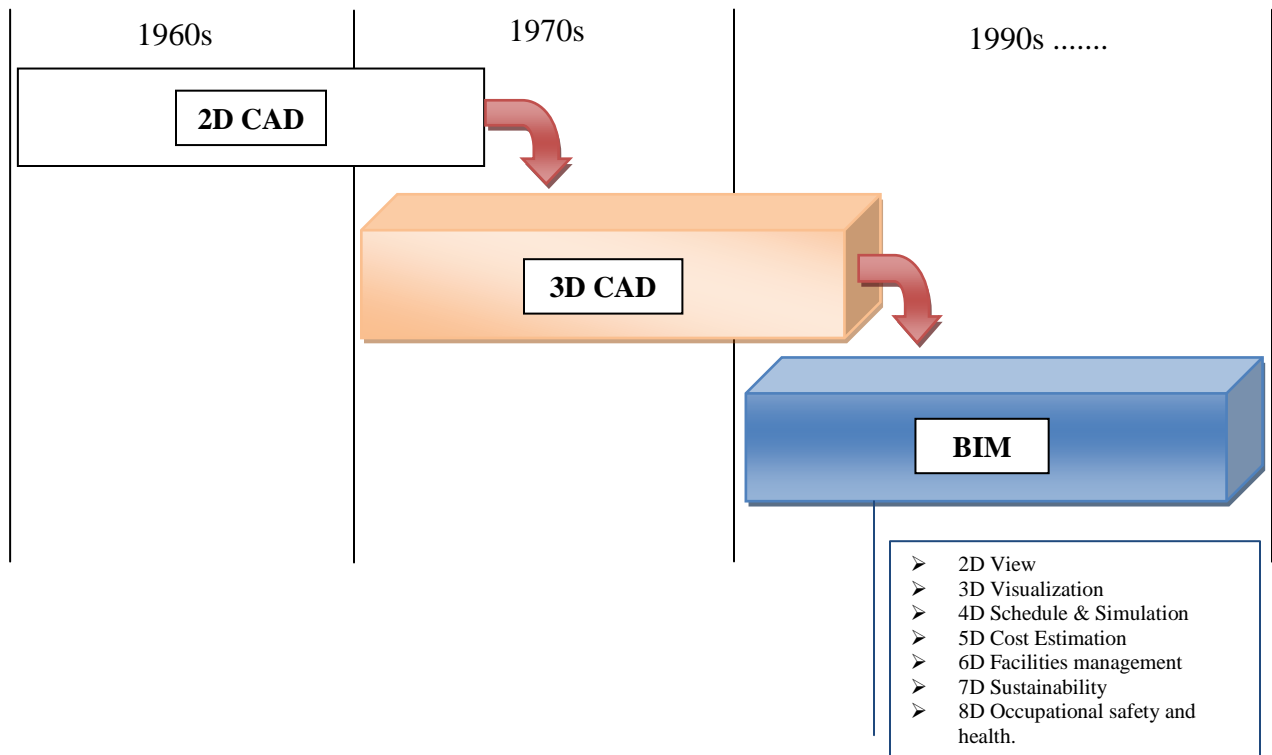 1960s
1970s
1990s .......
2D CAD
3D CAD
BIM
➢ 2D View
➢ 3D Visualization
➢ 4D Schedule & Simulation
➢ 5D Cost Estimation
➢ 6D Facilities management
➢ 7D Sustainability
➢ 8D Occupational safety and
health.